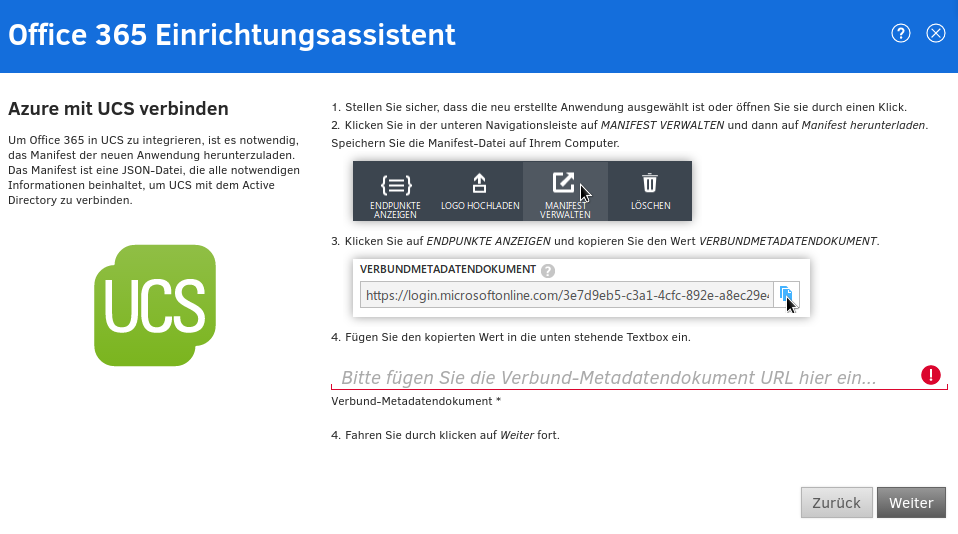 Office 365 Einrichtungsassistent
Azure mit UCS verbinden
Um Office 365 in UCS zu integrieren, ist es notwendig,
das Manifest der neuen Anwendung herunterzuladen.
Das Manifest ist eine JSON-Datei, die alle notwendigen
Informationen beinhaltet, um UCS mit dem Active
Directory zu verbinden.
UCS
1. Stellen Sie sicher, dass die neu erstellte Anwendung ausgewählt ist oder öffnen Sie sie durch einen Klick.
2. Klicken Sie in der unteren Navigationsleiste auf MANIFEST VERWALTEN und dann auf Manifest herunterladen.
Speichern Sie die Manifest-Datei auf Ihrem Computer.
ENDPUNKTE
ANZEIGEN
LOGO HOCHLADEN
MANIFEST
VERWALTEN
LÖSCHEN
3. Klicken Sie auf ENDPUNKTE ANZEIGEN und kopieren Sie den Wert VERBUNDMETADATENDOKUMENT.
VERBUNDMETADATENDOKUMENT ?
https://login.microsoftonline.com/3e7d9eb5-c3a1-4cfc-892e-a8ec29e
4. Fügen Sie den kopierten Wert in die unten stehende Textbox ein.
Bitte fügen Sie die Verbund-Metadatendokument URL hier ein...
Verbund-Metadatendokument *
4. Fahren Sie durch klicken auf Weiter fort.
Zurück
Weiter